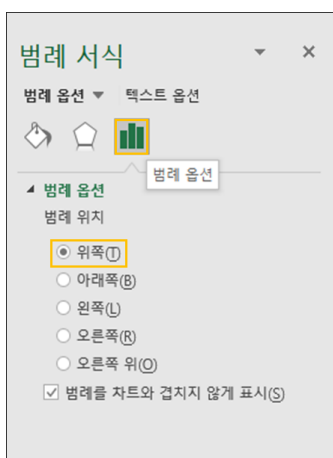 범례 서식
범례 옵션 텍스트 옵션
범례 옵션
범례 옵션
범례 위치
위쪽(T)
아래쪽(B)
왼쪽(L)
오른쪽(R)
오른쪽 위(O)
범례를 차트와 겹치지 않게 표시(S)